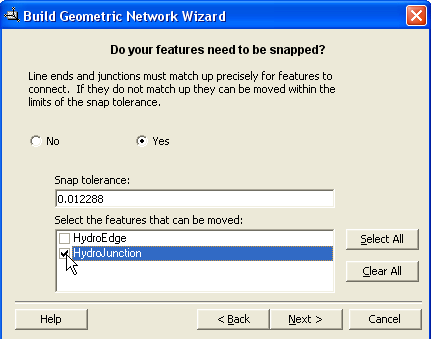 Build Geometric Network Wizard
Do your features need to be snapped?
Line ends and junctions must match up precisely for features to
connect. If they do not match up they can be moved within the
limits of the snap tolerance.
No
Yes
Snap tolerance:
0.012288
Select the features that can be moved:
HydroEdge
HydroJunction
Select All
Clear All
Help
< Back
Next >
Cancel